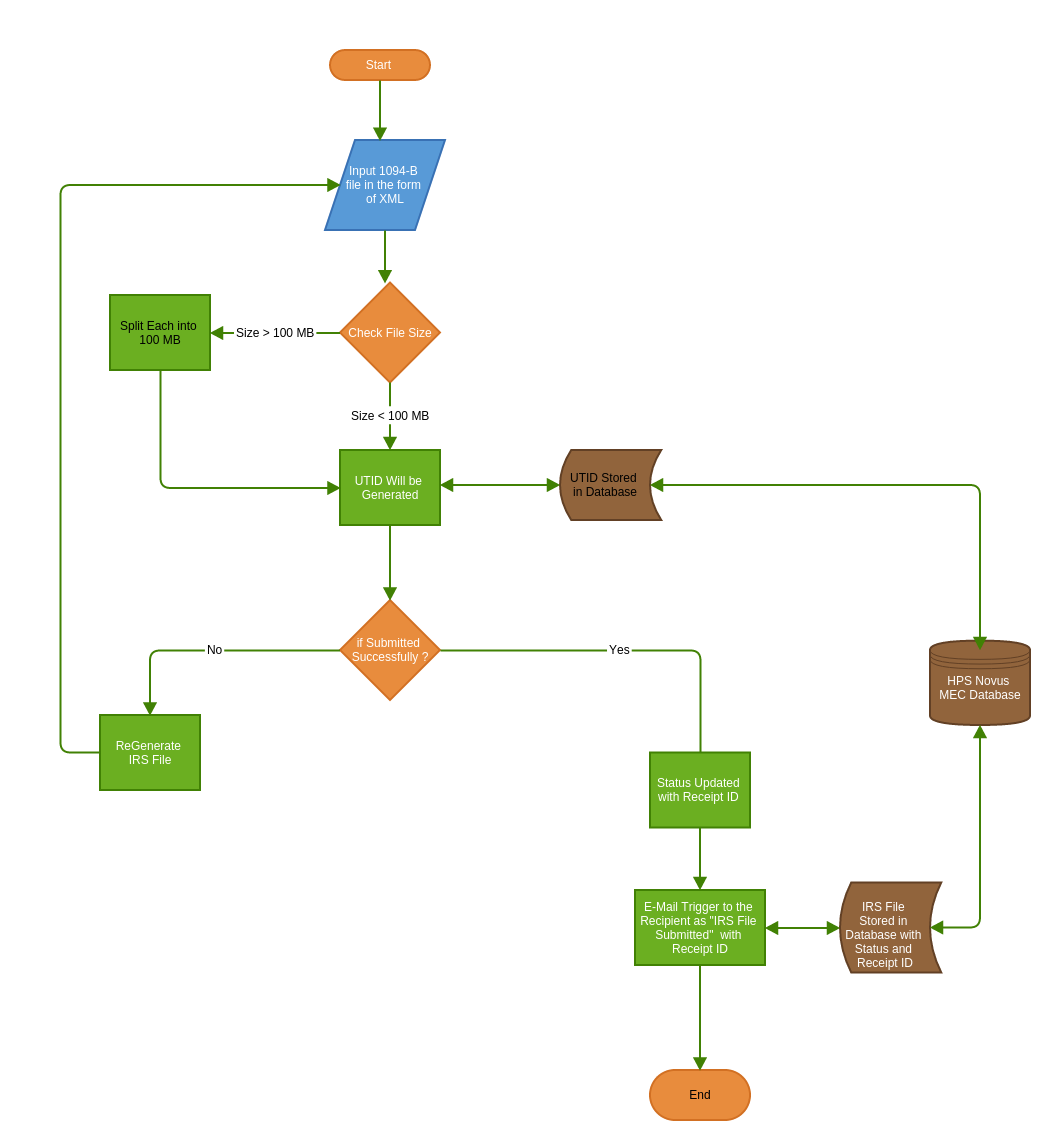 Start
Input 1094-B
file in the form
of XML
Split Each into
100 MB
Size > 100 MB
Check File Size
Size < 100 MB
UTID Will be
Generated
UTID Stored
in Database
if Submitted
Successfully ?
No
Yes
HPS Novus
MEC Database
ReGenerate
IRS File
Status Updated
with Receipt ID
E-Mail Trigger to the
Recipient as "IRS File
Submitted" with
Receipt ID
IRS File
Stored in
Database with
Status and
Receipt ID
End